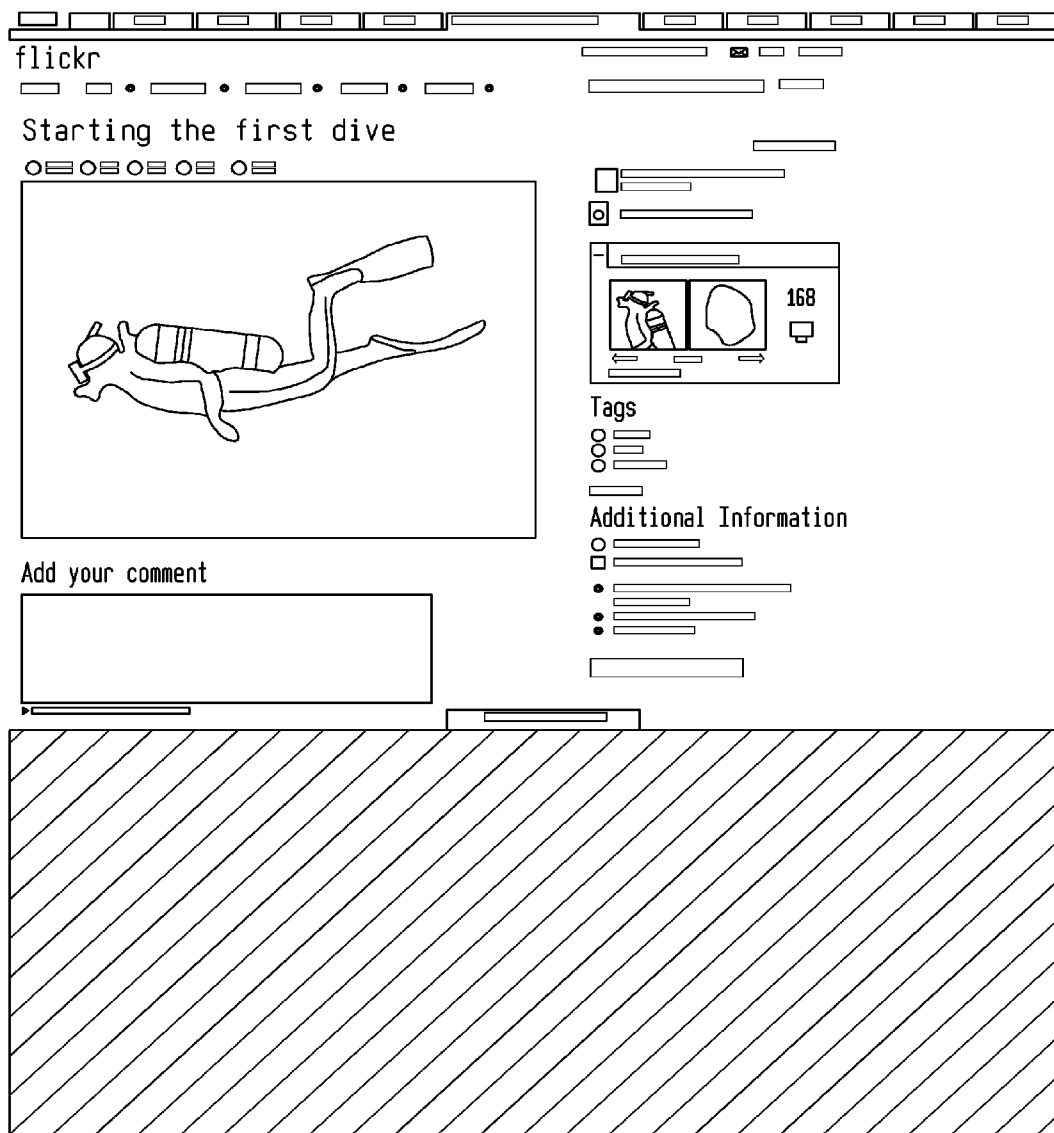 flickr
Starting the first dive
168
Tags
Additional Information
Add your comment